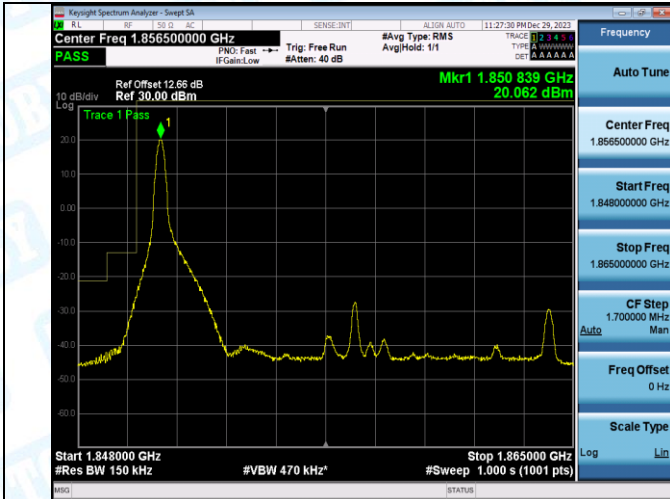 Keysight Spectrum Analyzer - Swept SA
RL RF 50 Ω AC SENSE:INT ALIGN AUTO 11:27:30 PM Dec 29, 2023
Center Freq 1.856500000 GHz
PASS
PNO: Fast
IFGain:Low
Trig: Free Run
#Atten: 40 dB
#Avg Type: RMS
Avg|Hold: 1/1
TRACE 1 2 3 4 5 6
TYPE A WWWWW
DET A A A A A A
Ref Offset 12.66 dB
Ref 30.00 dBm
10 dB/div
Log
Mkr1 1.850 839 GHz
20.062 dBm
Trace 1 Pass
1
20.0
10.0
0.00
-10.0
-20.0
-30.0
-40.0
-50.0
-60.0
Start 1.848000 GHz
#Res BW 150 kHz
#VBW 470 kHz*
Stop 1.865000 GHz
#Sweep 1.000 s (1001 pts)
MSG
STATUS
Frequency
Auto Tune
Center Freq
1.856500000 GHz
Start Freq
1.848000000 GHz
Stop Freq
1.865000000 GHz
CF Step
1.700000 MHz
Auto Man
Freq Offset
0 Hz
Scale Type
Log Lin